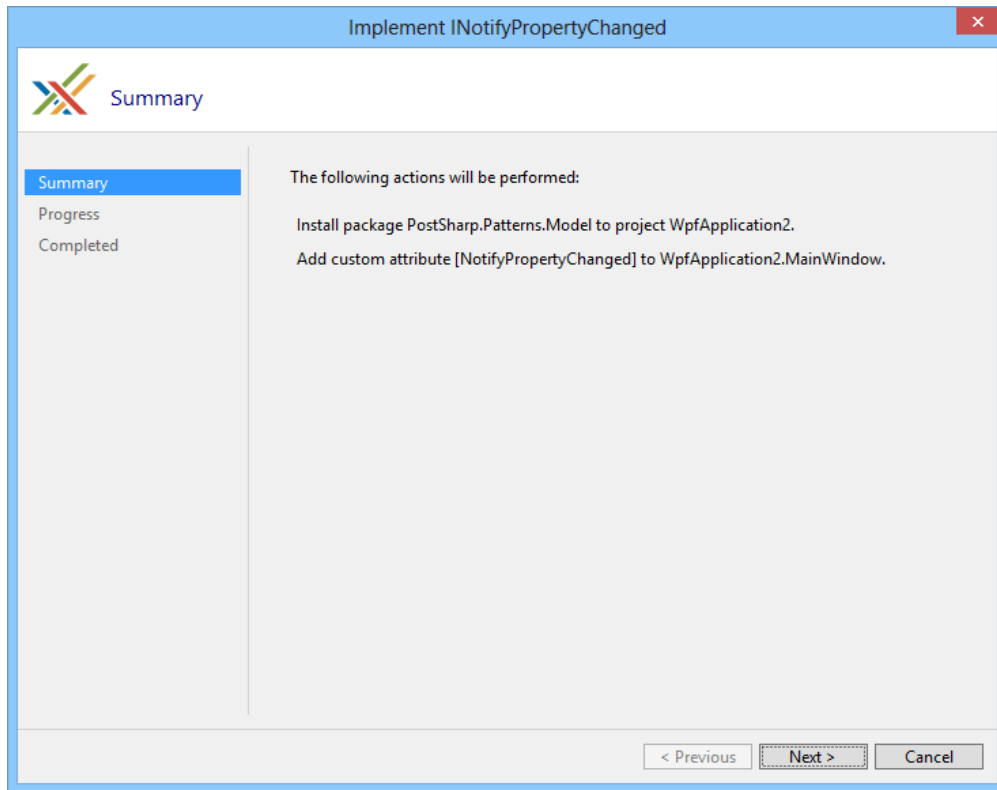 Implement INotifyPropertyChanged
Summary
Summary
Progress
Completed
The following actions will be performed:
Install package PostSharp.Patterns.Model to project WpfApplication2.
Add custom attribute [NotifyPropertyChanged] to WpfApplication2.MainWindow.
< Previous
Next >
Cancel